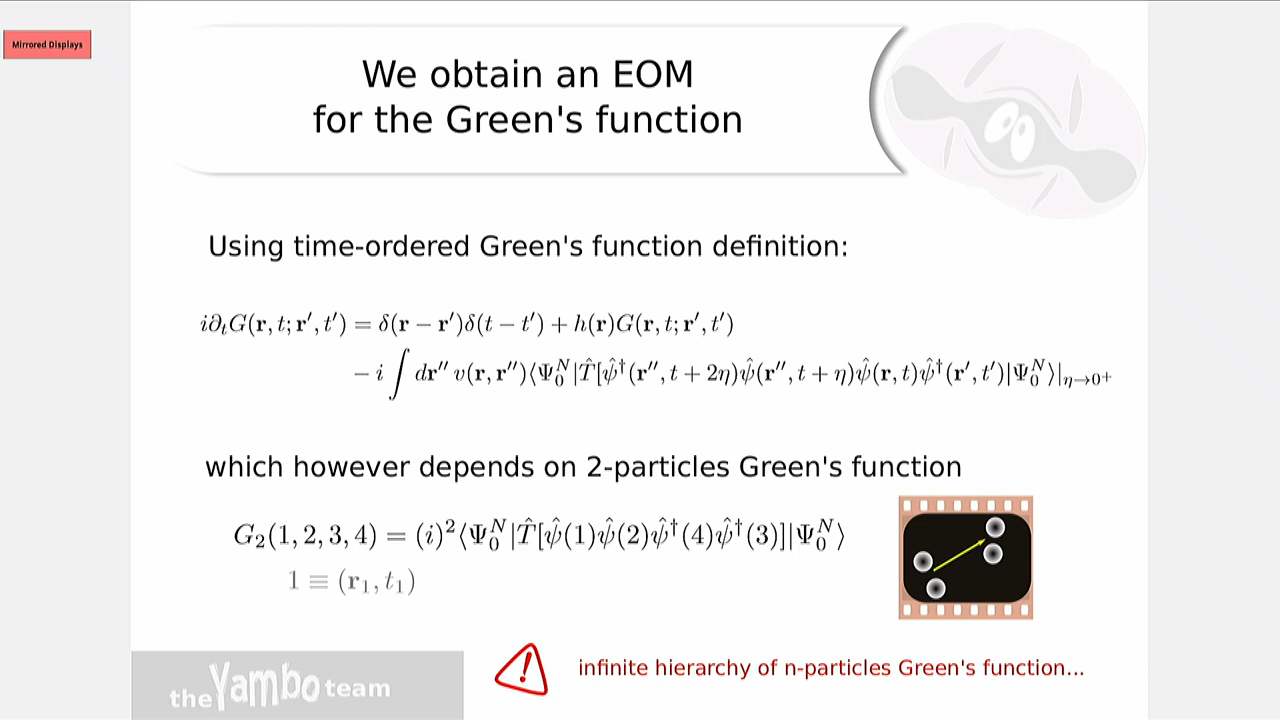 Mirrored Displays
We obtain an EOM
for the Green's function
Using time-ordered Green's function definition:
i∂ₜG(𝐫, t; 𝐫′, t′) = δ(𝐫 − 𝐫′)δ(t − t′) + h(𝐫)G(𝐫, t; 𝐫′, t′)
− i ∫ d𝐫″ v(𝐫, 𝐫″)⟨Ψ₀ᴺ|T̂[ψ̂†(𝐫″, t + 2η)ψ̂(𝐫″, t + η)ψ̂(𝐫, t)ψ̂†(𝐫′, t′)|Ψ₀ᴺ⟩|η→0⁺
which however depends on 2-particles Green's function
G₂(1, 2, 3, 4) = (i)²⟨Ψ₀ᴺ|T̂[ψ̂(1)ψ̂(2)ψ̂†(4)ψ̂†(3)]|Ψ₀ᴺ⟩
1 ≡ (𝐫₁, t₁)
infinite hierarchy of n-particles Green's function...
the Yambo team